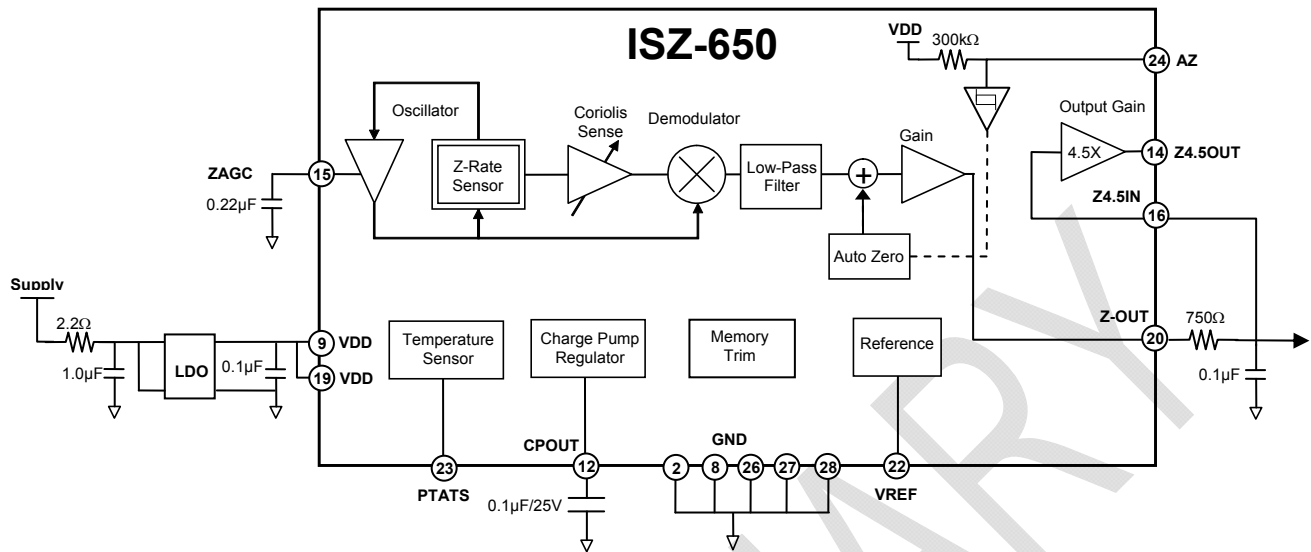 ISZ-650
VDD
300kΩ
24
AZ
Oscillator
Coriolis
Sense
Demodulator
Gain
Output Gain
4.5X
14
Z4.5OUT
Z-Rate
Sensor
Low-Pass
Filter
+
ZAGC
15
0.22µF
Z4.5IN
16
Auto Zero
Supply
2.2Ω
1.0µF
LDO
0.1µF
9
VDD
19
VDD
Temperature
Sensor
Charge Pump
Regulator
Memory
Trim
Reference
Z-OUT
20
750Ω
0.1µF
CPOUT
GND
23
12
2
8
26
27
28
22
PTATS
VREF
0.1µF/25V